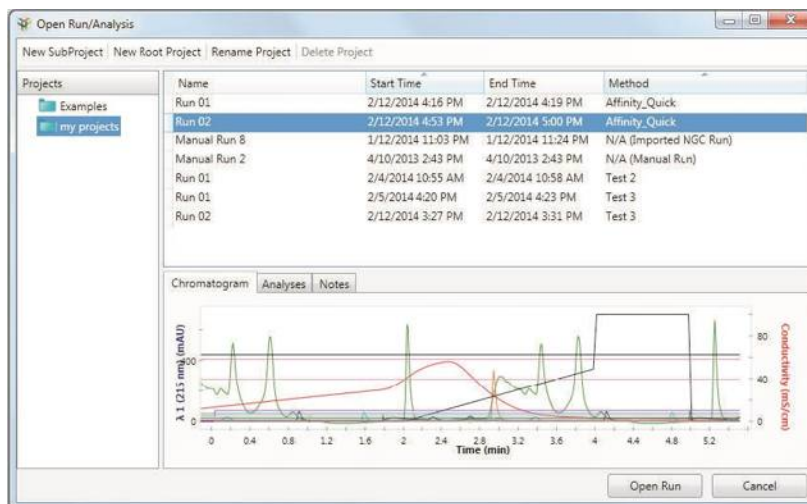 Open Run/Analysis
New SubProject New Root Project Rename Project Delete Project
Projects
Examples
my projects
Name Start Time End Time Method
Run 01 2/12/2014 4:16 PM 2/12/2014 4:19 PM Affinity_Quick
Run 02 2/12/2014 4:53 PM 2/12/2014 5:00 PM Affinity_Quick
Manual Run 8 1/12/2014 11:03 PM 1/12/2014 11:24 PM N/A (Imported NGC Run)
Manual Run 2 4/10/2013 2:43 PM 4/10/2013 2:43 PM N/A (Manual Run)
Run 01 2/4/2014 10:55 AM 2/4/2014 10:58 AM Test 2
Run 01 2/5/2014 4:20 PM 2/5/2014 4:23 PM Test 3
Run 02 2/12/2014 3:27 PM 2/12/2014 3:31 PM Test 3
Chromatogram Analyses Notes
λ 1 (215 nm) (mAU)
0
80
40
0
Conductivity (mS/cm)
0 0.4 0.8 1.2 1.6 2 2.4 2.8 3.2 3.6 4 4.4 4.8 5.2
Time (min)
Open Run Cancel